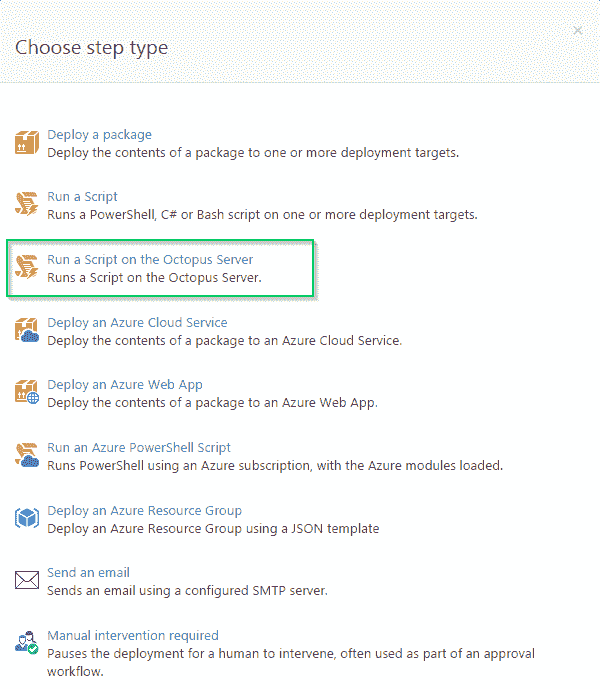 Choose step type
×
Deploy a package
Deploy the contents of a package to one or more deployment targets.
Run a Script
Runs a PowerShell, C# or Bash script on one or more deployment targets.
Run a Script on the Octopus Server
Runs a Script on the Octopus Server.
Deploy an Azure Cloud Service
Deploy the contents of a package to an Azure Cloud Service.
Deploy an Azure Web App
Deploy the contents of a package to an Azure Web App.
Run an Azure PowerShell Script
Runs PowerShell using an Azure subscription, with the Azure modules loaded.
Deploy an Azure Resource Group
Deploy an Azure Resource Group using a JSON template
Send an email
Sends an email using a configured SMTP server.
Manual intervention required
Pauses the deployment for a human to intervene, often used as part of an approval
workflow.